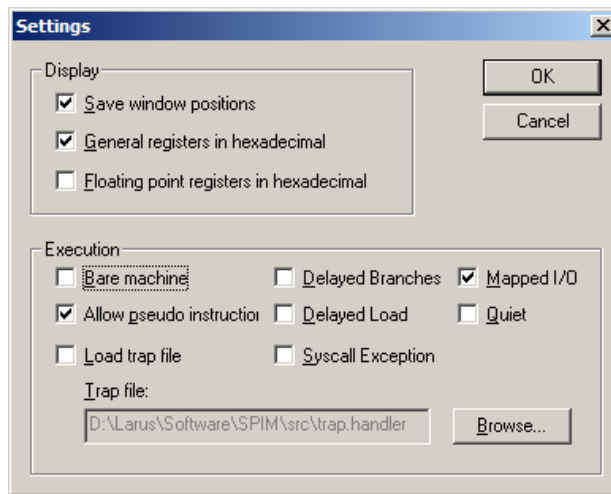 Settings
Display
OK
Save window positions
Cancel
General registers in hexadecimal
Floating point registers in hexadecimal
Execution
Bare machine Delayed Branches Mapped I/O
Allow pseudo instruction Delayed Load Quiet
Load trap file Syscall Exception
Trap file:
D:\Larus\Software\SPIM\src\trap.handler Browse...